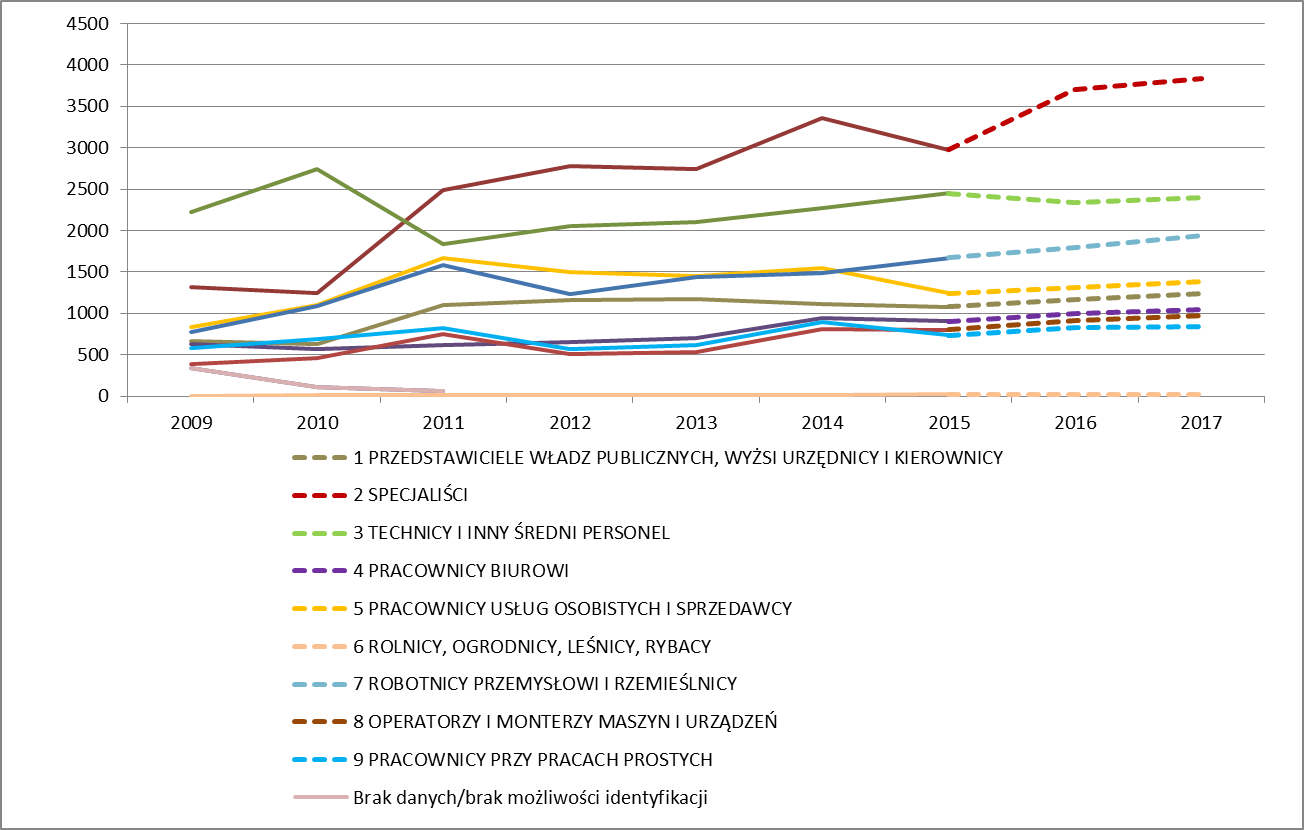 4500
4000
3500
3000
2500
2000
1500
1000
500
0
2009 2010 2011 2012 2013 2014 2015 2016 2017
1 PRZEDSTAWICIELE WŁADZ PUBLICZNYCH, WYŻSI URZĘDNICY I KIEROWNICY
2 SPECJALIŚCI
3 TECHNICY I INNY ŚREDNI PERSONEL
4 PRACOWNICY BIUROWI
5 PRACOWNICY USŁUG OSOBISTYCH I SPRZEDAWCY
6 ROLNICY, OGRODNICY, LEŚNICY, RYBACY
7 ROBOTNICY PRZEMYSŁOWI I RZEMIEŚLNICY
8 OPERATORZY I MONTERZY MASZYN I URZĄDZEŃ
9 PRACOWNICY PRZY PRACACH PROSTYCH
Brak danych/brak możliwości identyfikacji